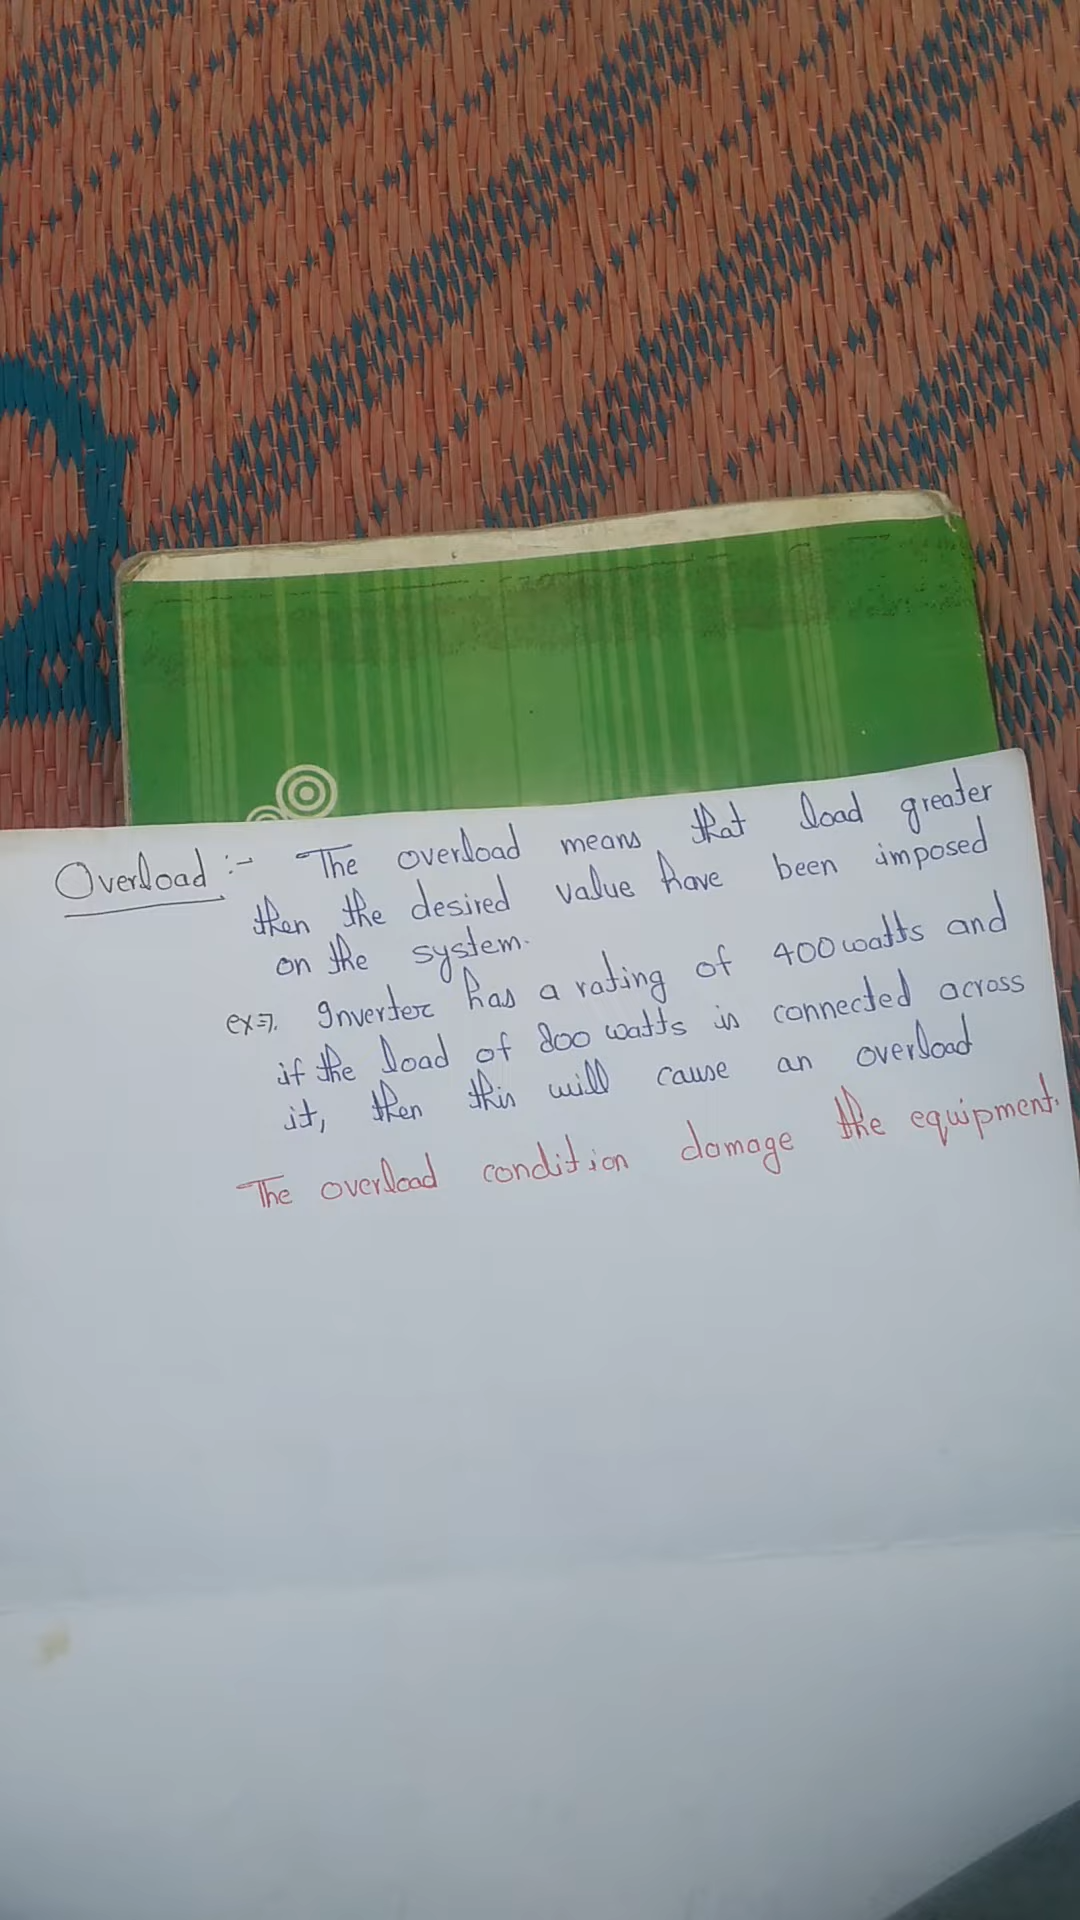 Overload :- The overload means that load greater
then the desired value have been imposed
on the system.
ex⇒. Inverter has a rating of 400 watts and
if the load of 800 watts is connected across
it, then this will cause an overload
The overload condition damage the equipment.